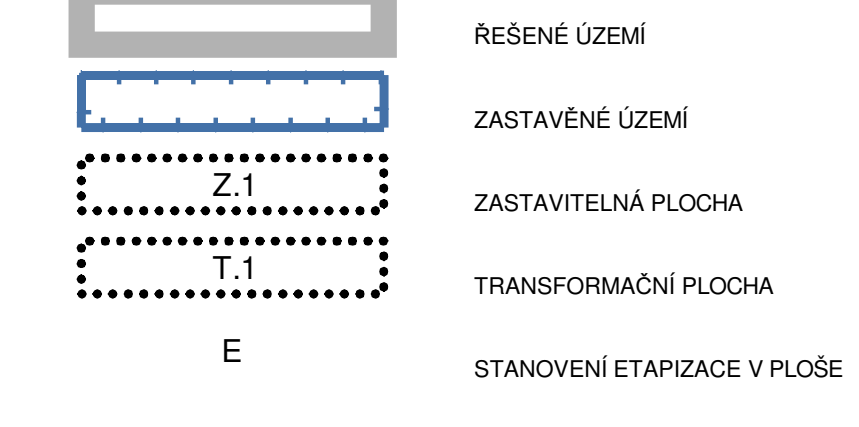 ŘEŠENÉ ÚZEMÍ
ZASTAVĚNÉ ÚZEMÍ
Z.1 ZASTAVITELNÁ PLOCHA
T.1 TRANSFORMAČNÍ PLOCHA
E STANOVENÍ ETAPIZACE V PLOŠE